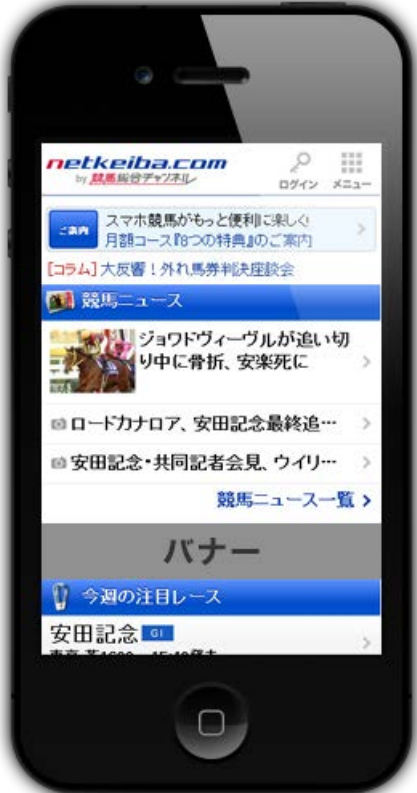 netkeiba.com
by 競馬総合チャンネル
ログイン メニュー
ご案内
スマホ競馬がもっと便利に楽しく!
月額コース『8つの特典』のご案内
[コラム]大反響!外れ馬券判決座談会
競馬ニュース
ジョワドヴィーヴルが追い切
り中に骨折、安楽死に
ロードカナロア、安田記念最終追…
安田記念・共同記者会見、ウイリ…
競馬ニュース一覧
バナー
今週の注目レース
安田記念 GI